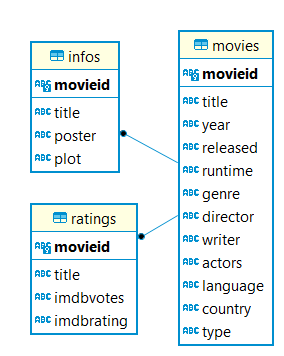 infos
movieid
title
poster
plot
ratings
movieid
title
imdbvotes
imdbrating
movies
movieid
title
year
released
runtime
genre
director
writer
actors
language
country
type